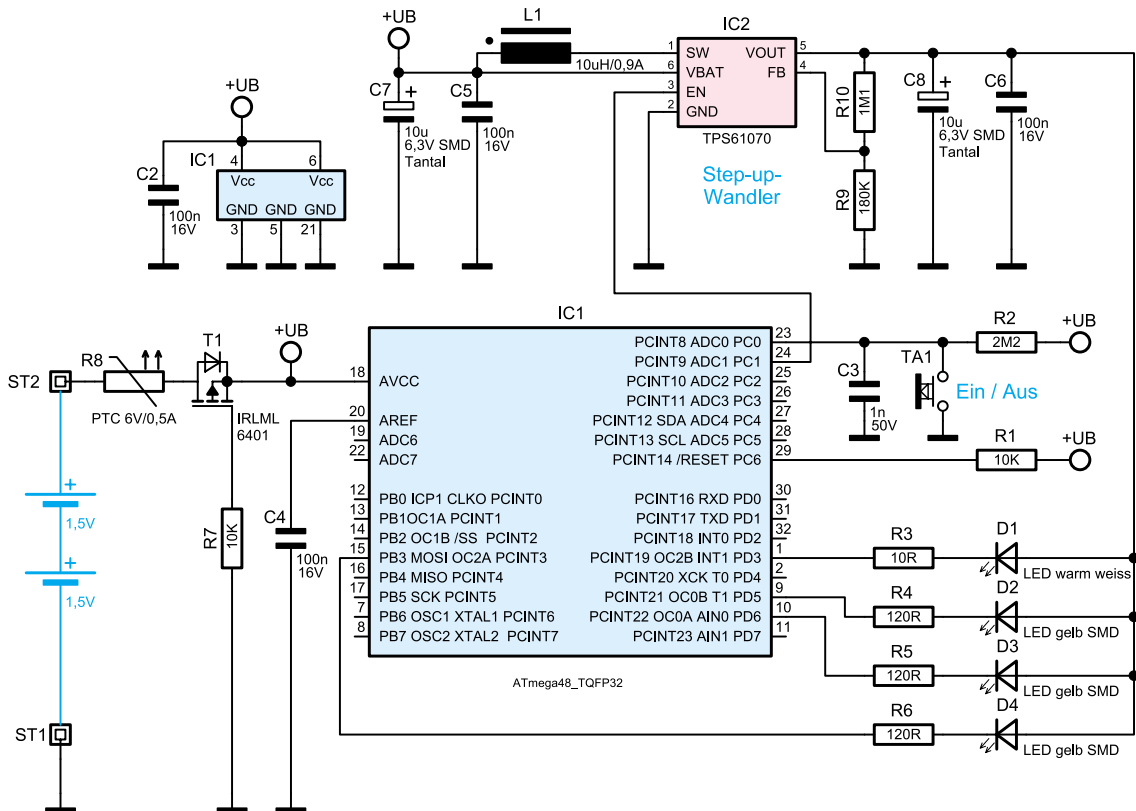 +UB
L1
10uH/0,9A
C7
+
10u
6,3V SMD
Tantal
C5
100n
16V
IC2
1 SW VOUT 5
6 VBAT FB 4
3 EN
2 GND
TPS61070
Step-up-
Wandler
R10
1M1
R9
180K
C8
+
10u
6,3V SMD
Tantal
C6
100n
16V
+UB
IC1
C2
100n
16V
4 6
Vcc Vcc
GND GND GND
3 5 21
ST2
R8
PTC 6V/0,5A
T1
IRLML
6401
+UB
+
1,5V
+
1,5V
ST1
R7
10K
C4
100n
16V
IC1
18 AVCC
20 AREF
19 ADC6
22 ADC7
12 PB0 ICP1 CLKO PCINT0
13 PB1OC1A PCINT1
14 PB2 OC1B /SS PCINT2
15 PB3 MOSI OC2A PCINT3
16 PB4 MISO PCINT4
17 PB5 SCK PCINT5
7 PB6 OSC1 XTAL1 PCINT6
8 PB7 OSC2 XTAL2 PCINT7
PCINT8 ADC0 PC0 23
PCINT9 ADC1 PC1 24
PCINT10 ADC2 PC2 25
PCINT11 ADC3 PC3 26
PCINT12 SDA ADC4 PC4 27
PCINT13 SCL ADC5 PC5 28
PCINT14 /RESET PC6 29
PCINT16 RXD PD0 30
PCINT17 TXD PD1 31
PCINT18 INT0 PD2 32
PCINT19 OC2B INT1 PD3 1
PCINT20 XCK T0 PD4 2
PCINT21 OC0B T1 PD5 9
PCINT22 OC0A AIN0 PD6 10
PCINT23 AIN1 PD7 11
ATmega48_TQFP32
C3
1n
50V
TA1
Ein / Aus
R2
2M2
+UB
R1
10K
+UB
R3
10R
D1
LED warm weiss
R4
120R
D2
LED gelb SMD
R5
120R
D3
LED gelb SMD
R6
120R
D4
LED gelb SMD